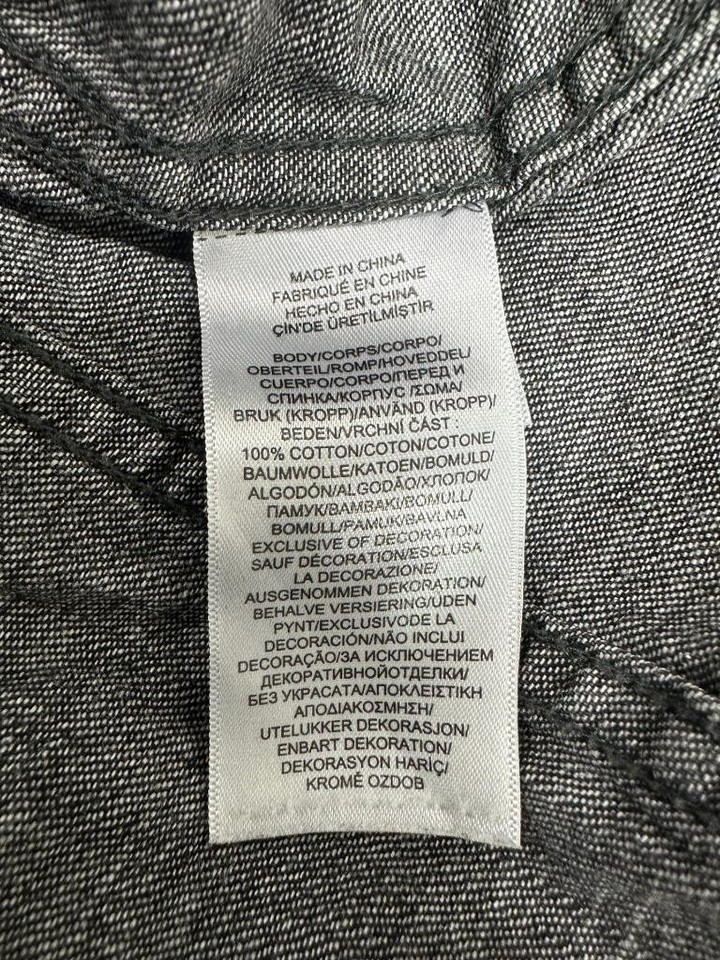 MADE IN CHINA
FABRIQUÉ EN CHINE
HECHO EN CHINA
ÇİN'DE ÜRETİLMİŞTİR
BODY/CORPS/CORPO/
OBERTEIL/ROMP/HOVEDDEL/
CUERPO/CORPO/ПЕРЕД И
СПИНКА/КОРПУС /ΣΩΜΑ/
BRUK (KROPP)/ANVÄND (KROPP)/
BEDEN/VRCHNÍ ČÁST :
100% COTTON/COTON/COTONE/
BAUMWOLLE/KATOEN/BOMULD/
ALGODÓN/ALGODÃO/ХЛОПОК/
ПАМУК/ΒΑΜΒΑΚΙ/BOMULL/
BOMULL/PAMUK/BAVLNA
EXCLUSIVE OF DECORATION/
SAUF DÉCORATION/ESCLUSA
LA DECORAZIONE/
AUSGENOMMEN DEKORATION/
BEHALVE VERSIERING/UDEN
PYNT/EXCLUSIVODE LA
DECORACIÓN/NÃO INCLUI
DECORAÇÃO/ЗА ИСКЛЮЧЕНИЕМ
ДЕКОРАТИВНОЙОТДЕЛКИ/
БЕЗ УКРАСАТА/ΑΠΟΚΛΕΙΣΤΙΚΗ
ΑΠΟΔΙΑΚΟΣΜΗΣΗ/
UTELUKKER DEKORASJON/
ENBART DEKORATION/
DEKORASYON HARİÇ/
KROMĚ OZDOB